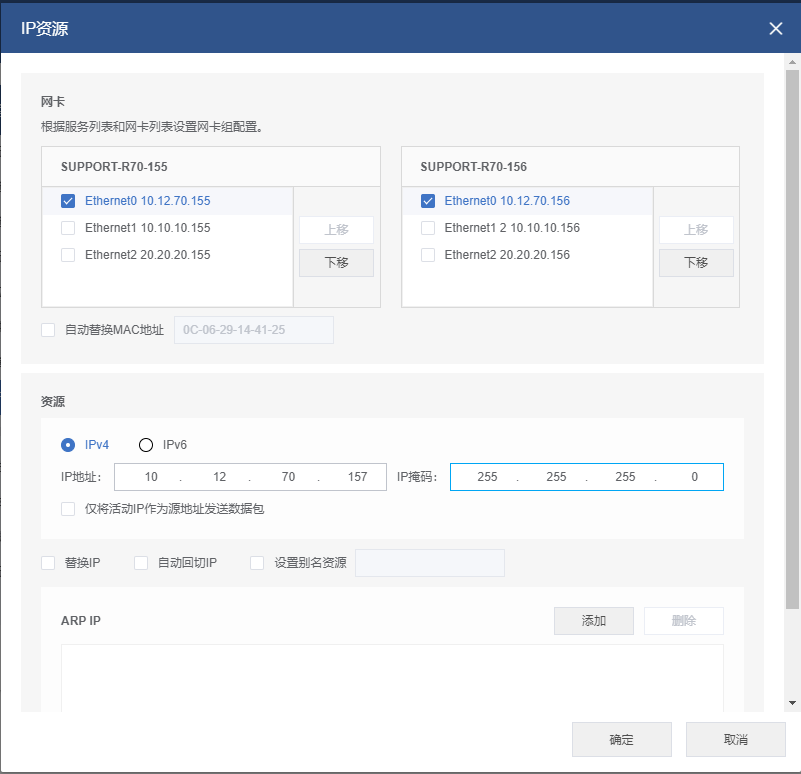 IP资源
网卡
根据服务列表和网卡列表设置网卡组配置。
SUPPORT-R70-155
SUPPORT-R70-156
Ethernet0 10.12.70.155
Ethernet1 10.10.10.155
Ethernet2 20.20.20.155
上移
下移
Ethernet0 10.12.70.156
Ethernet1 2 10.10.10.156
Ethernet2 20.20.20.156
上移
下移
自动替换MAC地址 0C-06-29-14-41-25
资源
IPv4 IPv6
IP地址: 10 . 12 . 70 . 157 IP掩码: 255 . 255 . 255 . 0
仅将活动IP作为源地址发送数据包
替换IP 自动回切IP 设置别名资源
ARP IP 添加 删除
确定 取消